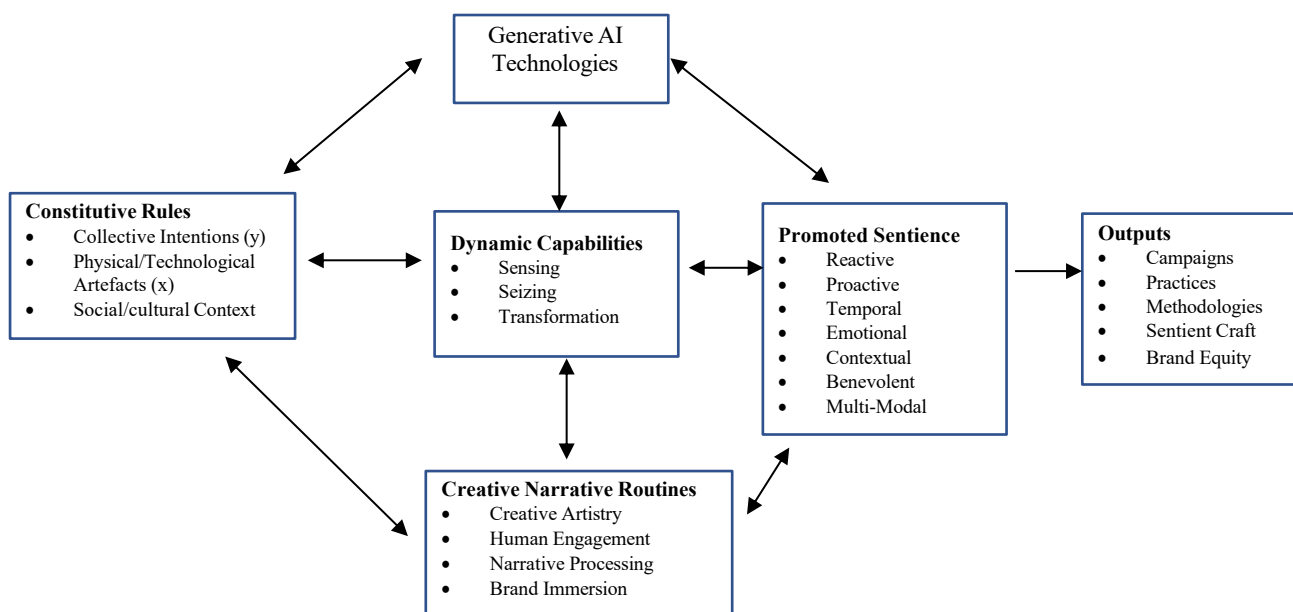 Generative AI
Technologies
Constitutive Rules
• Collective Intentions (y)
• Physical/Technological
Artefacts (x)
• Social/cultural Context
Dynamic Capabilities
• Sensing
• Seizing
• Transformation
Promoted Sentience
• Reactive
• Proactive
• Temporal
• Emotional
• Contextual
• Benevolent
• Multi-Modal
Outputs
• Campaigns
• Practices
• Methodologies
• Sentient Craft
• Brand Equity
Creative Narrative Routines
• Creative Artistry
• Human Engagement
• Narrative Processing
• Brand Immersion